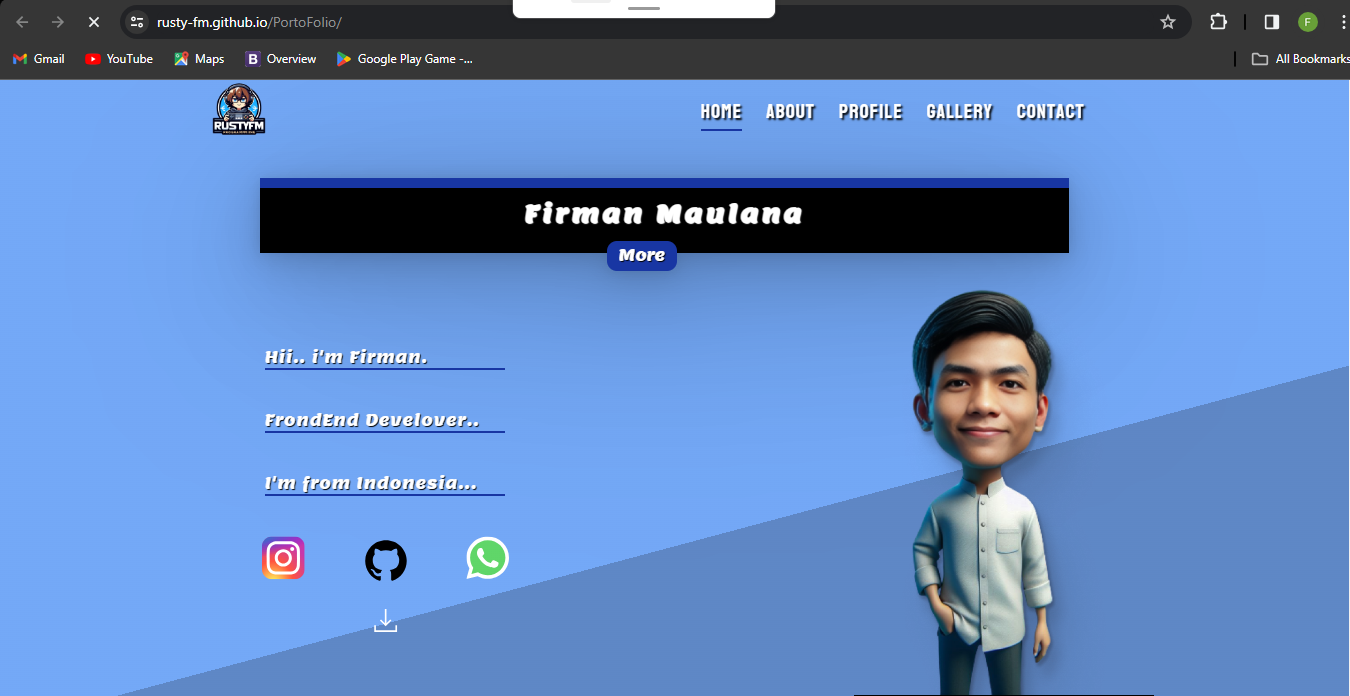 rusty-fm.github.io/PortoFolio/
F
Gmail YouTube Maps B Overview Google Play Game -... All Bookmarks
RUSTYFM
HOME ABOUT PROFILE GALLERY CONTACT
Firman Maulana
More
Hii.. i'm Firman.
FrondEnd Develover..
I'm from Indonesia...